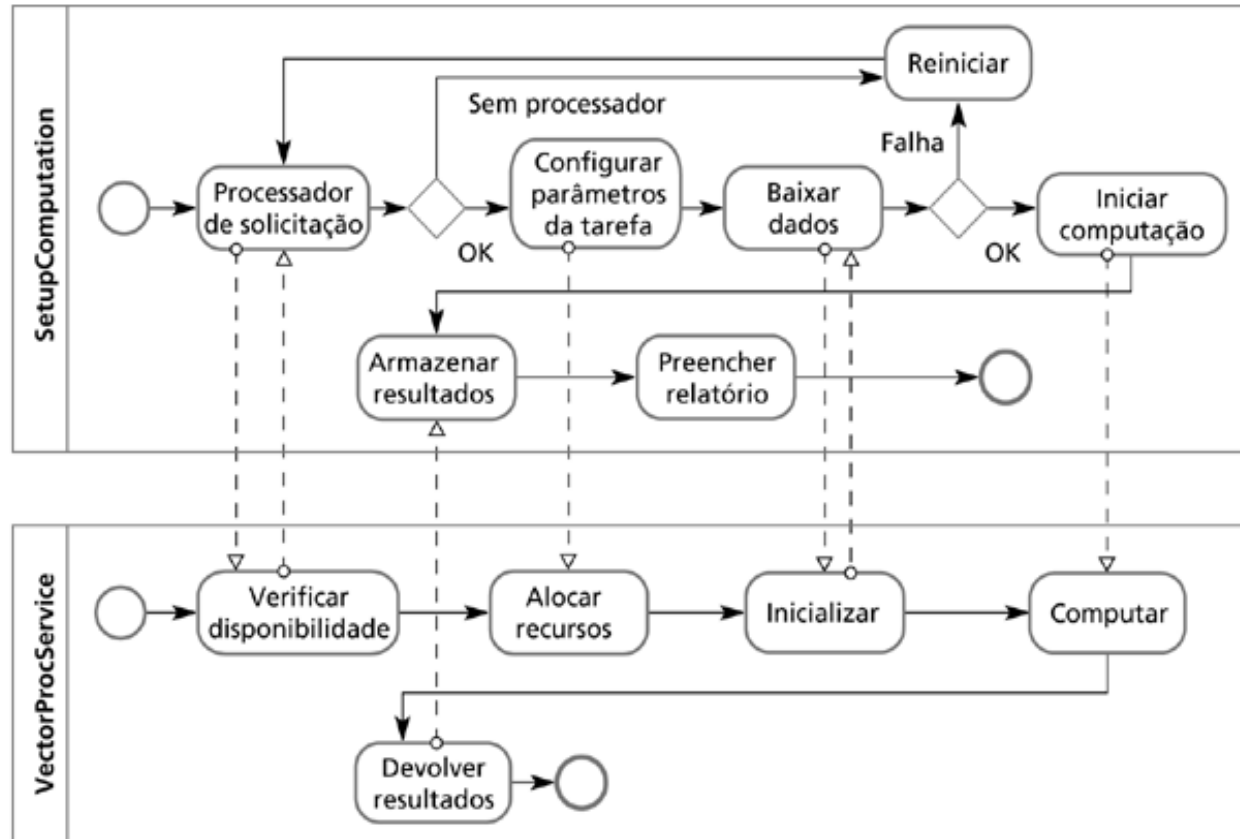 SetupComputation
Reiniciar
Sem processador
Falha
Processador
de solicitação
OK
Configurar
parâmetros
da tarefa
Baixar
dados
OK
Iniciar
computação
Armazenar
resultados
Preencher
relatório
VectorProcService
Verificar
disponibilidade
Alocar
recursos
Inicializar
Computar
Devolver
resultados